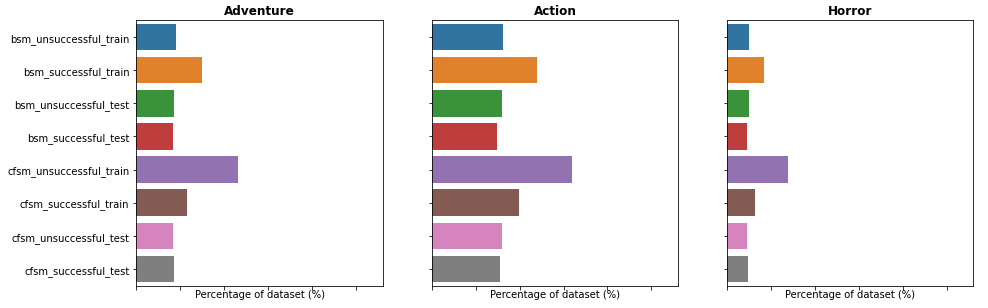 Adventure
Action
Horror
bsm_unsuccessful_train
bsm_successful_train
bsm_unsuccessful_test
bsm_successful_test
cfsm_unsuccessful_train
cfsm_successful_train
cfsm_unsuccessful_test
cfsm_successful_test
Percentage of dataset (%)
Percentage of dataset (%)
Percentage of dataset (%)